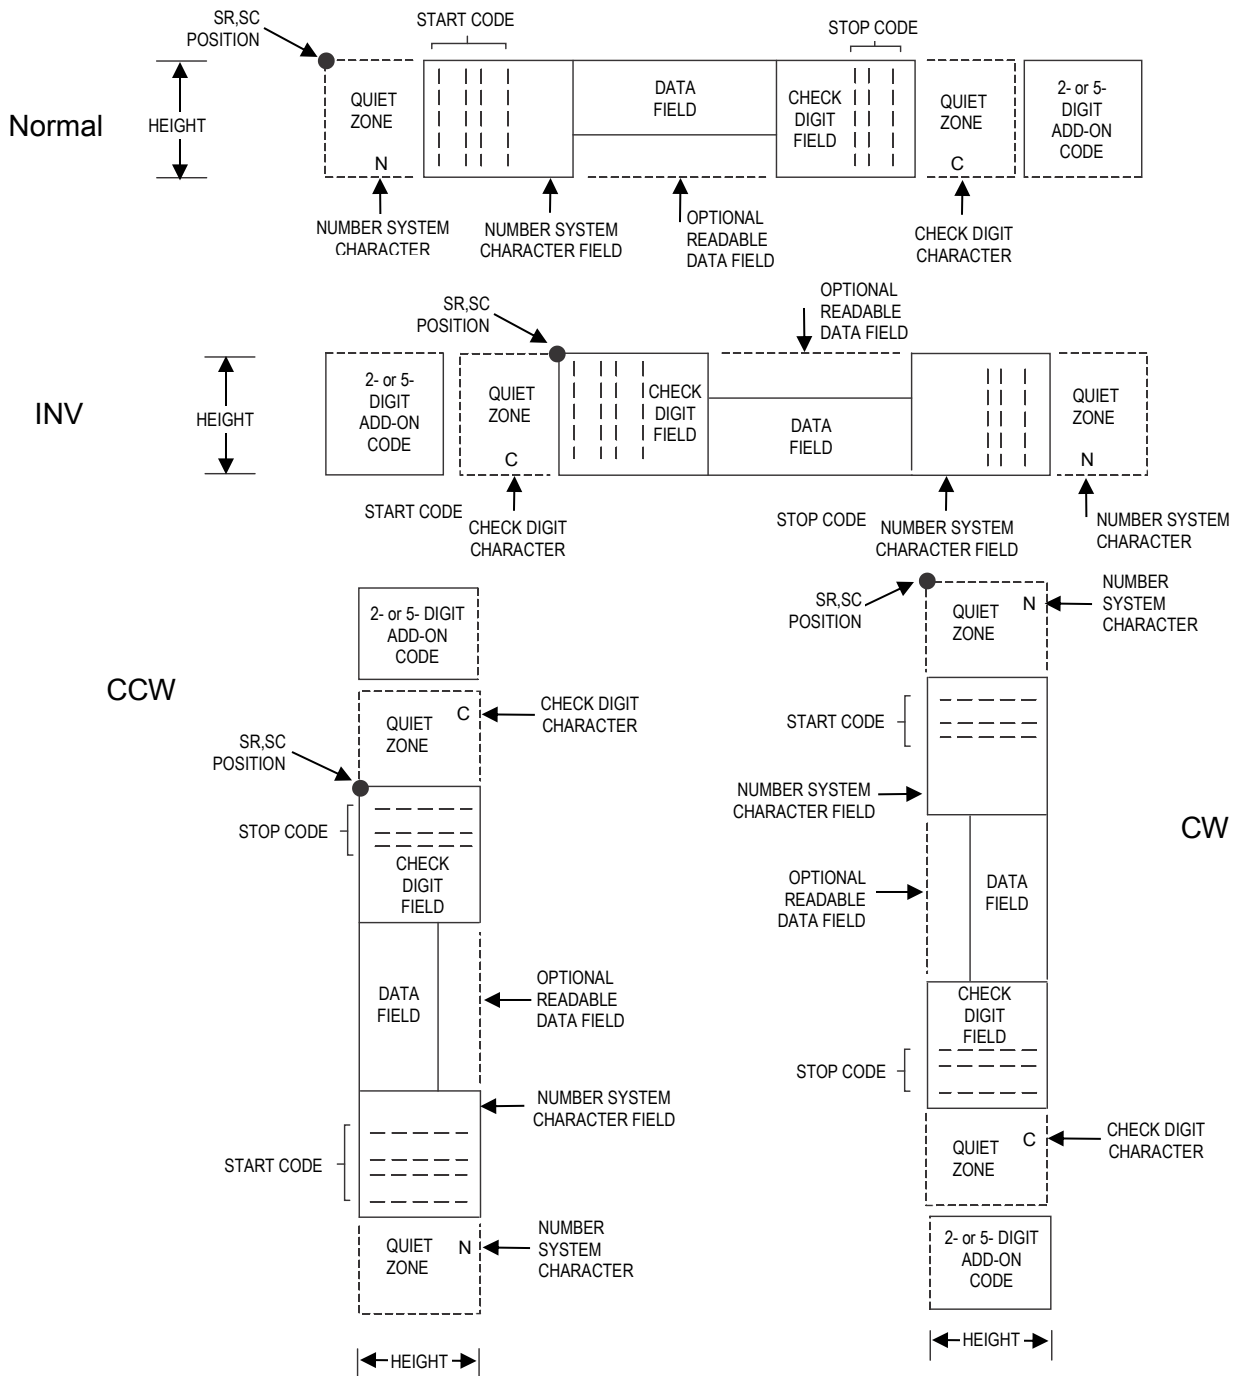 SR,SC
POSITION
START CODE
STOP CODE
Normal
HEIGHT
QUIET
ZONE
N
DATA
FIELD
CHECK
DIGIT
FIELD
QUIET
ZONE
C
2- or 5-
DIGIT
ADD-ON
CODE
NUMBER SYSTEM
CHARACTER
NUMBER SYSTEM
CHARACTER FIELD
OPTIONAL
READABLE
DATA FIELD
CHECK DIGIT
CHARACTER
SR,SC
POSITION
OPTIONAL
READABLE
DATA FIELD
INV
HEIGHT
2- or 5-
DIGIT
ADD-ON
CODE
QUIET
ZONE
C
CHECK
DIGIT
FIELD
DATA
FIELD
QUIET
ZONE
N
START CODE
CHECK DIGIT
CHARACTER
STOP CODE
NUMBER SYSTEM
CHARACTER FIELD
NUMBER SYSTEM
CHARACTER
CCW
2- or 5- DIGIT
ADD-ON
CODE
QUIET
ZONE
C
CHECK DIGIT
CHARACTER
SR,SC
POSITION
STOP CODE
CHECK
DIGIT
FIELD
DATA
FIELD
OPTIONAL
READABLE
DATA FIELD
NUMBER SYSTEM
CHARACTER FIELD
START CODE
QUIET
ZONE
N
NUMBER
SYSTEM
CHARACTER
HEIGHT
SR,SC
POSITION
QUIET
ZONE
N
NUMBER
SYSTEM
CHARACTER
START CODE
NUMBER SYSTEM
CHARACTER FIELD
CW
OPTIONAL
READABLE
DATA FIELD
DATA
FIELD
CHECK
DIGIT
FIELD
STOP CODE
QUIET
ZONE
C
CHECK DIGIT
CHARACTER
2- or 5- DIGIT
ADD-ON
CODE
HEIGHT